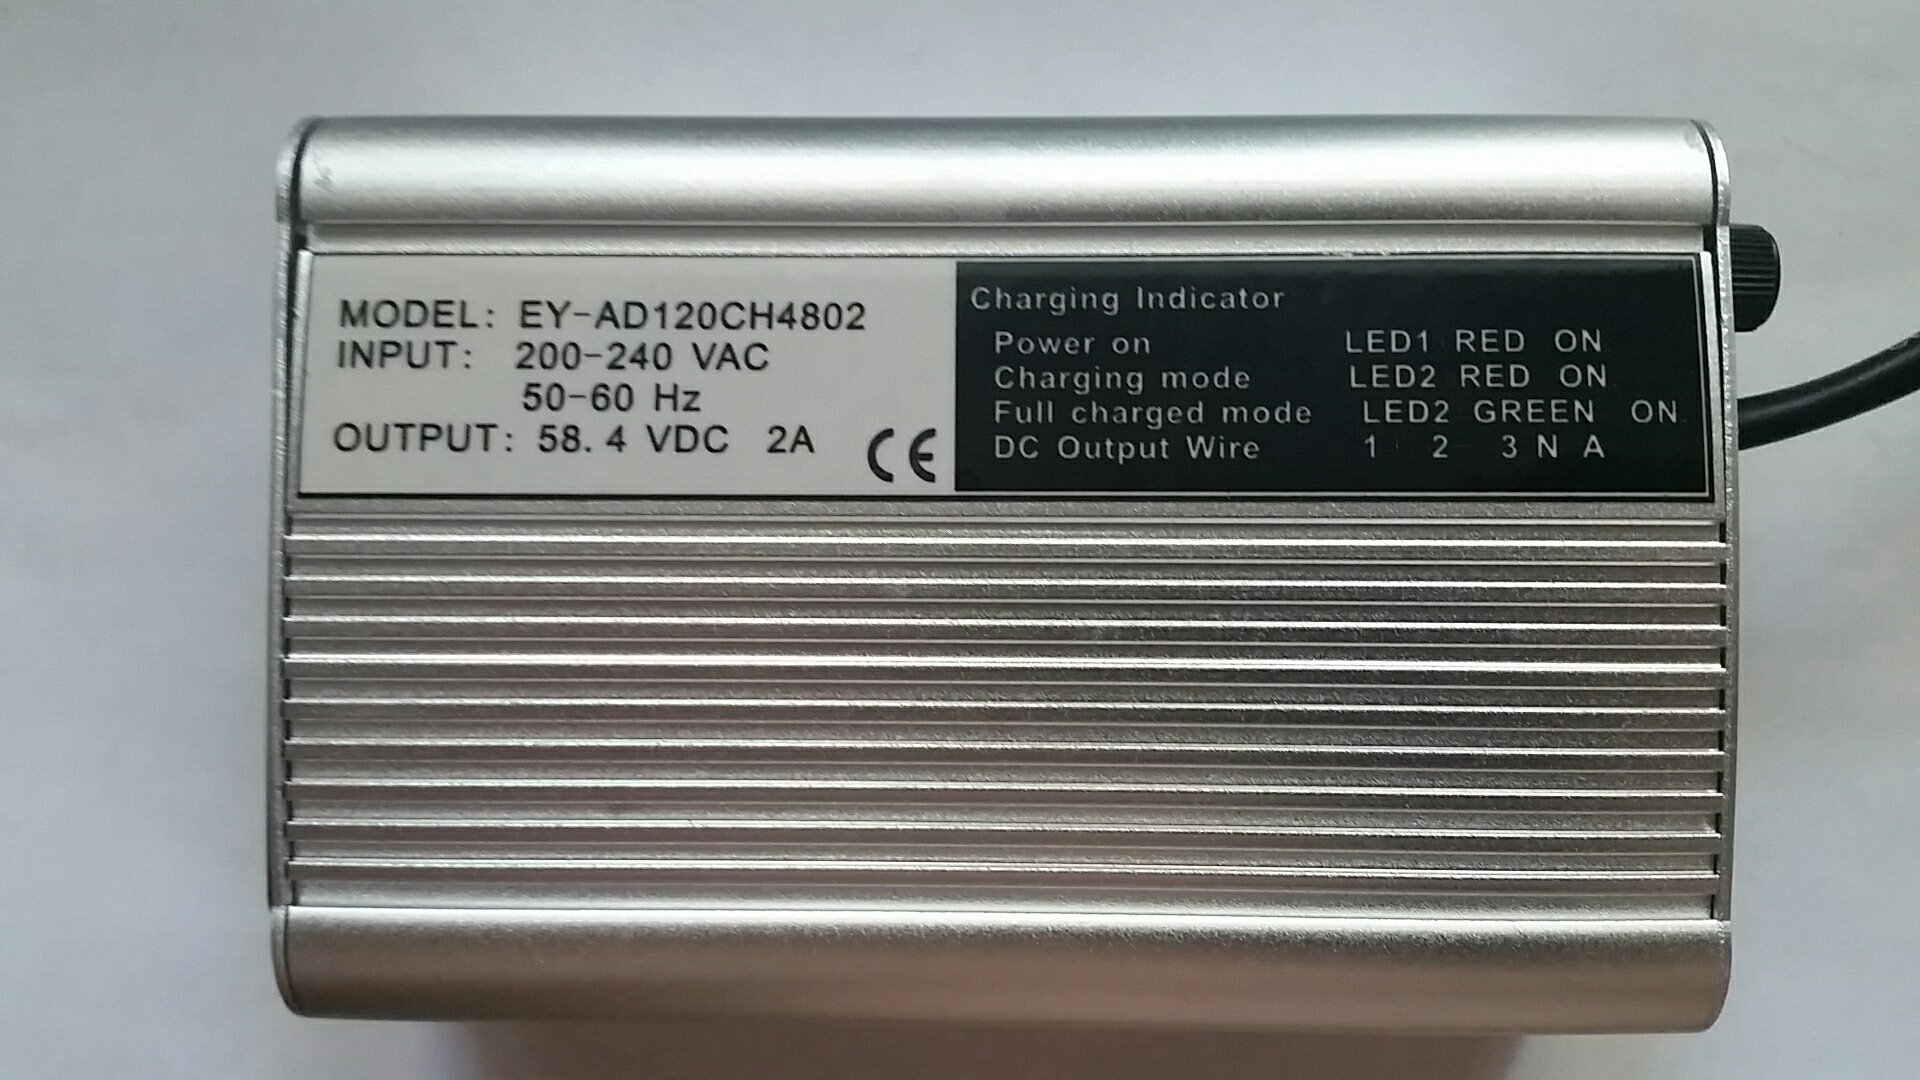 MODEL: EY-AD120CH4802
INPUT: 200-240 VAC
50-60 Hz
OUTPUT: 58.4 VDC 2A CE
Charging Indicator
Power on LED1 RED ON
Charging mode LED2 RED ON
Full charged mode LED2 GREEN ON
DC Output Wire 1 2 3 N A